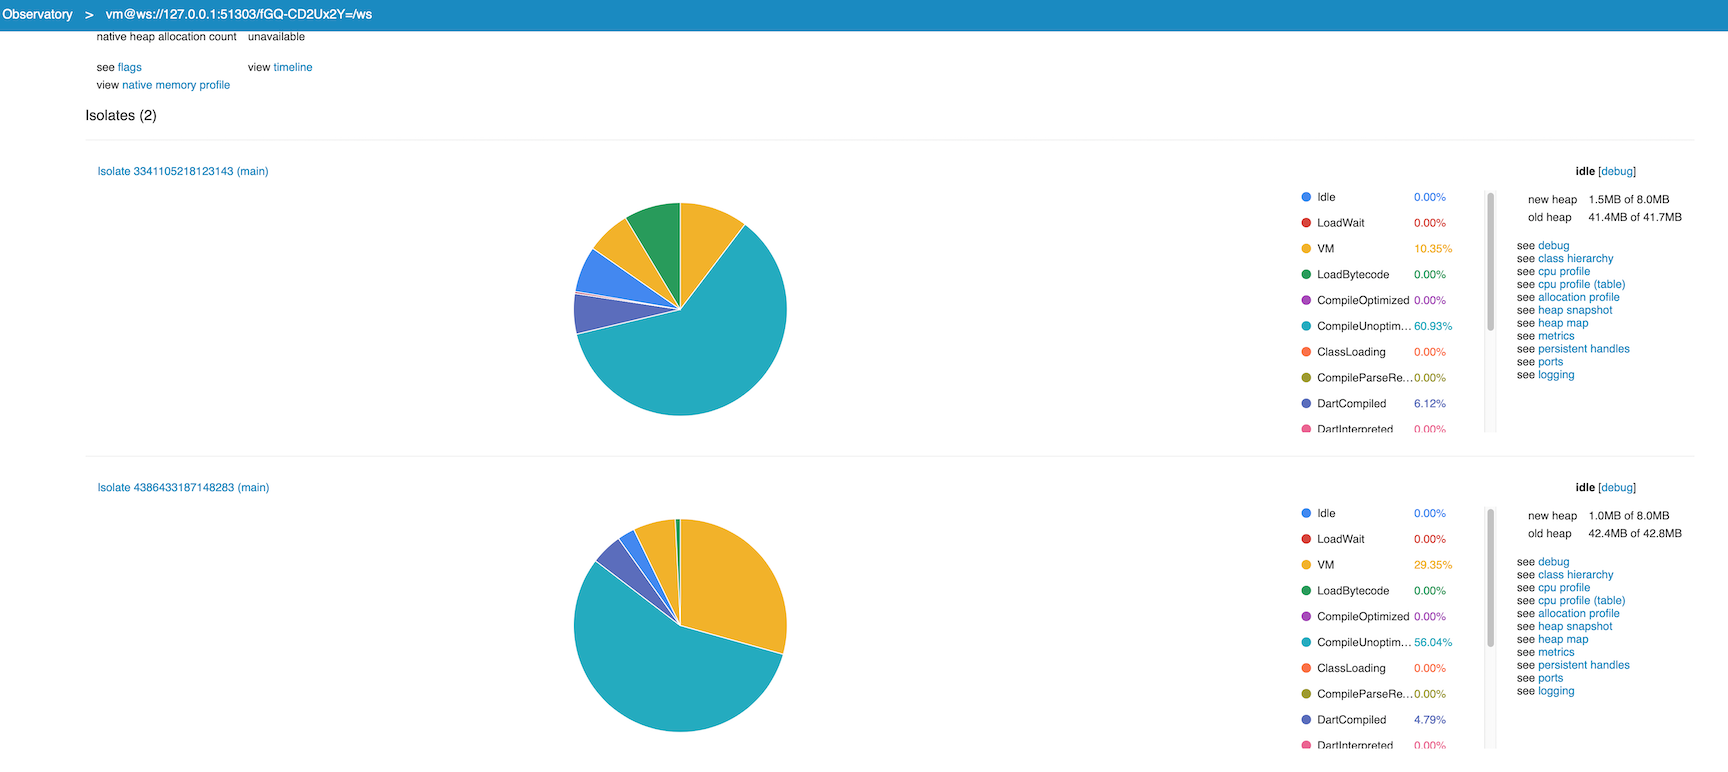 Observatory > vm@ws://127.0.0.1:51303/fGQ-CD2Ux2Y=/ws
native heap allocation count unavailable
see flags view timeline
view native memory profile
Isolates (2)
Isolate 3341105218123143 (main)
Idle 0.00%
LoadWait 0.00%
VM 10.35%
LoadBytecode 0.00%
CompileOptimized 0.00%
CompileUnoptim... 60.93%
ClassLoading 0.00%
CompileParseRe... 0.00%
DartCompiled 6.12%
DartInterpreted 0.00%
idle [debug]
new heap 1.5MB of 8.0MB
old heap 41.4MB of 41.7MB
see debug
see class hierarchy
see cpu profile
see cpu profile (table)
see allocation profile
see heap snapshot
see heap map
see metrics
see persistent handles
see ports
see logging
Isolate 4386433187148283 (main)
Idle 0.00%
LoadWait 0.00%
VM 29.35%
LoadBytecode 0.00%
CompileOptimized 0.00%
CompileUnoptim... 56.04%
ClassLoading 0.00%
CompileParseRe... 0.00%
DartCompiled 4.79%
DartInterpreted 0.00%
idle [debug]
new heap 1.0MB of 8.0MB
old heap 42.4MB of 42.8MB
see debug
see class hierarchy
see cpu profile
see cpu profile (table)
see allocation profile
see heap snapshot
see heap map
see metrics
see persistent handles
see ports
see logging